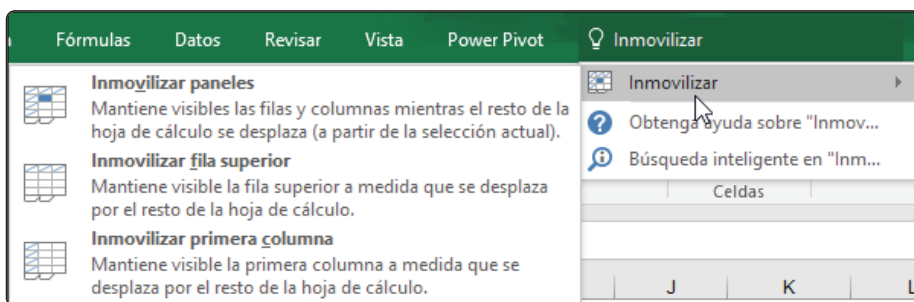 Fórmulas Datos Revisar Vista Power Pivot Inmovilizar
Inmovilizar paneles
Mantiene visibles las filas y columnas mientras el resto de la
hoja de cálculo se desplaza (a partir de la selección actual).
Inmovilizar fila superior
Mantiene visible la fila superior a medida que se desplaza
por el resto de la hoja de cálculo.
Inmovilizar primera columna
Mantiene visible la primera columna a medida que se
desplaza por el resto de la hoja de cálculo.
Inmovilizar
Obtenga ayuda sobre "Inmov...
Búsqueda inteligente en "Inm...
Celdas
J K